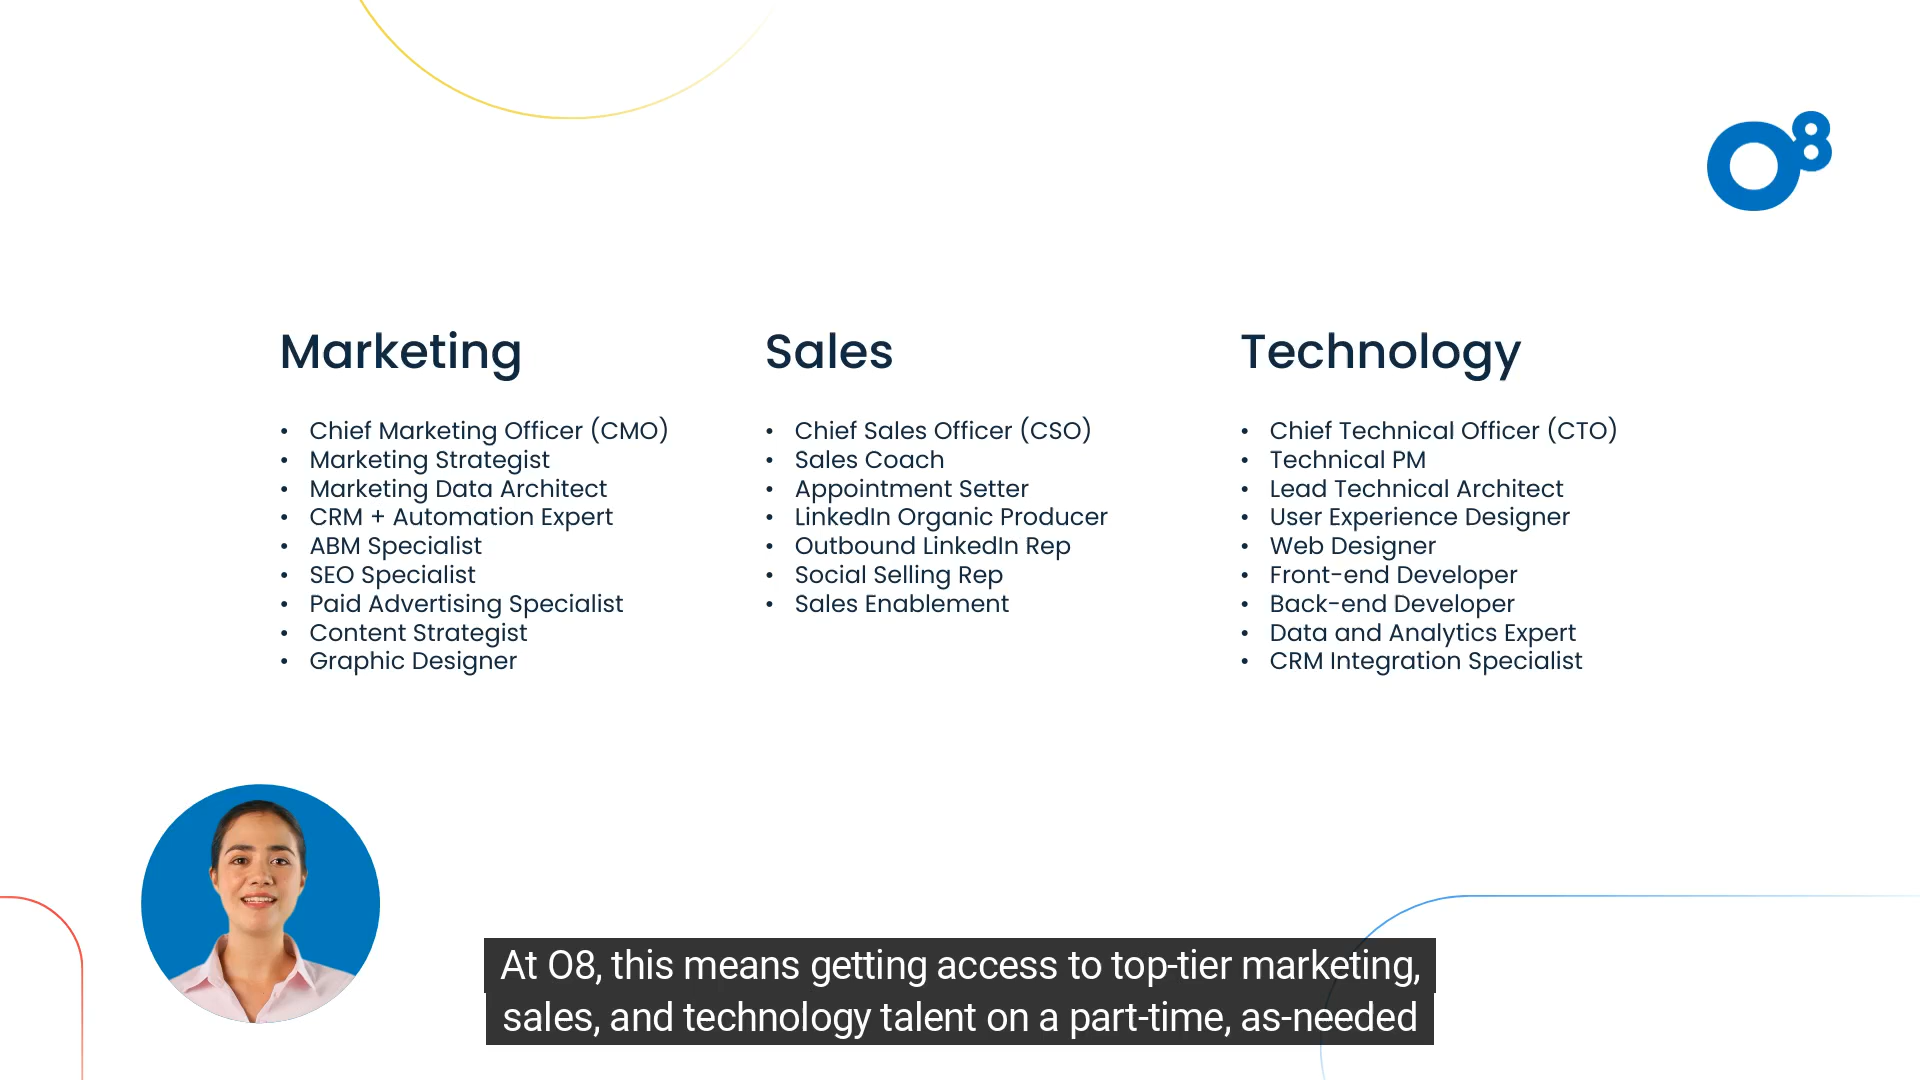 O8
Marketing
• Chief Marketing Officer (CMO)
• Marketing Strategist
• Marketing Data Architect
• CRM + Automation Expert
• ABM Specialist
• SEO Specialist
• Paid Advertising Specialist
• Content Strategist
• Graphic Designer
Sales
• Chief Sales Officer (CSO)
• Sales Coach
• Appointment Setter
• LinkedIn Organic Producer
• Outbound LinkedIn Rep
• Social Selling Rep
• Sales Enablement
Technology
• Chief Technical Officer (CTO)
• Technical PM
• Lead Technical Architect
• User Experience Designer
• Web Designer
• Front-end Developer
• Back-end Developer
• Data and Analytics Expert
• CRM Integration Specialist
At O8, this means getting access to top-tier marketing,
sales, and technology talent on a part-time, as-needed